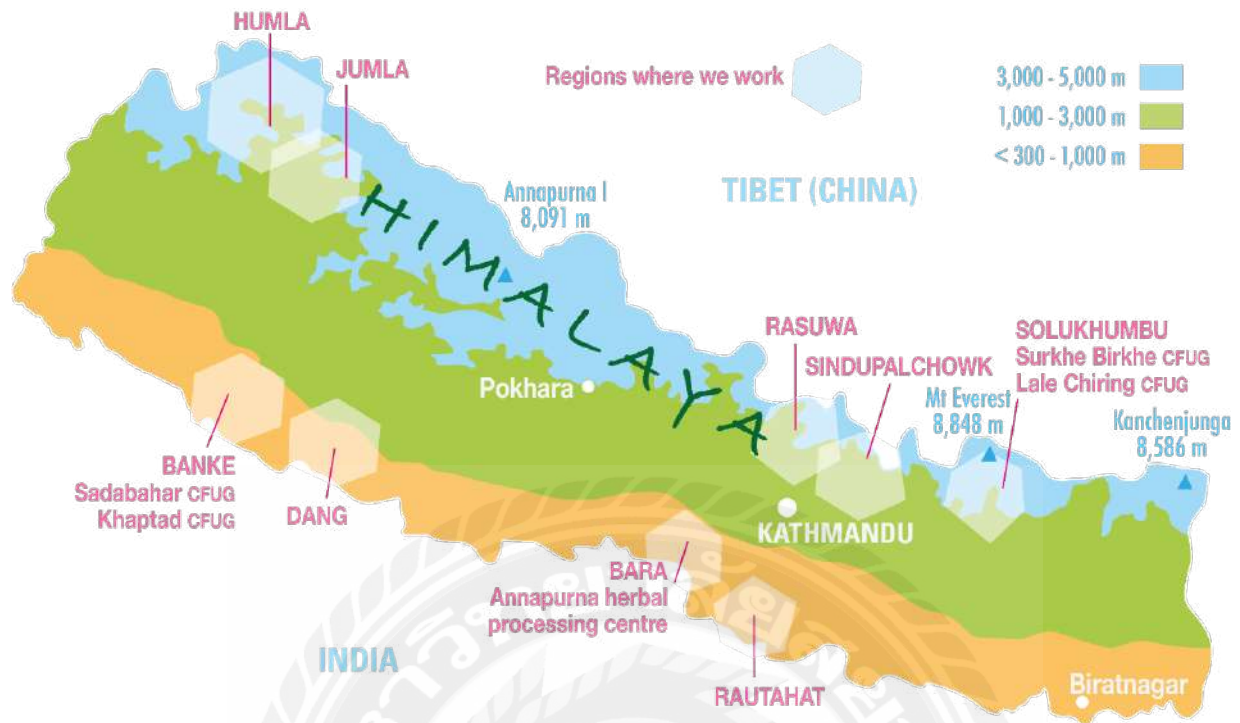 HUMLA
JUMLA
Regions where we work
3,000 - 5,000 m
1,000 - 3,000 m
< 300 - 1,000 m
TIBET (CHINA)
Annapurna I
8,091 m
HIMALAYA
RASUWA
SINDUPALCHOWK
SOLUKHUMBU
Surkhe Birkhe CFUG
Lale Chiring CFUG
Mt Everest
8,848 m
Kanchenjunga
8,586 m
Pokhara
BANKE
Sadabahar CFUG
Khaptad CFUG
DANG
KATHMANDU
BARA
Annapurna herbal
processing centre
INDIA
RAUTAHAT
Biratnagar